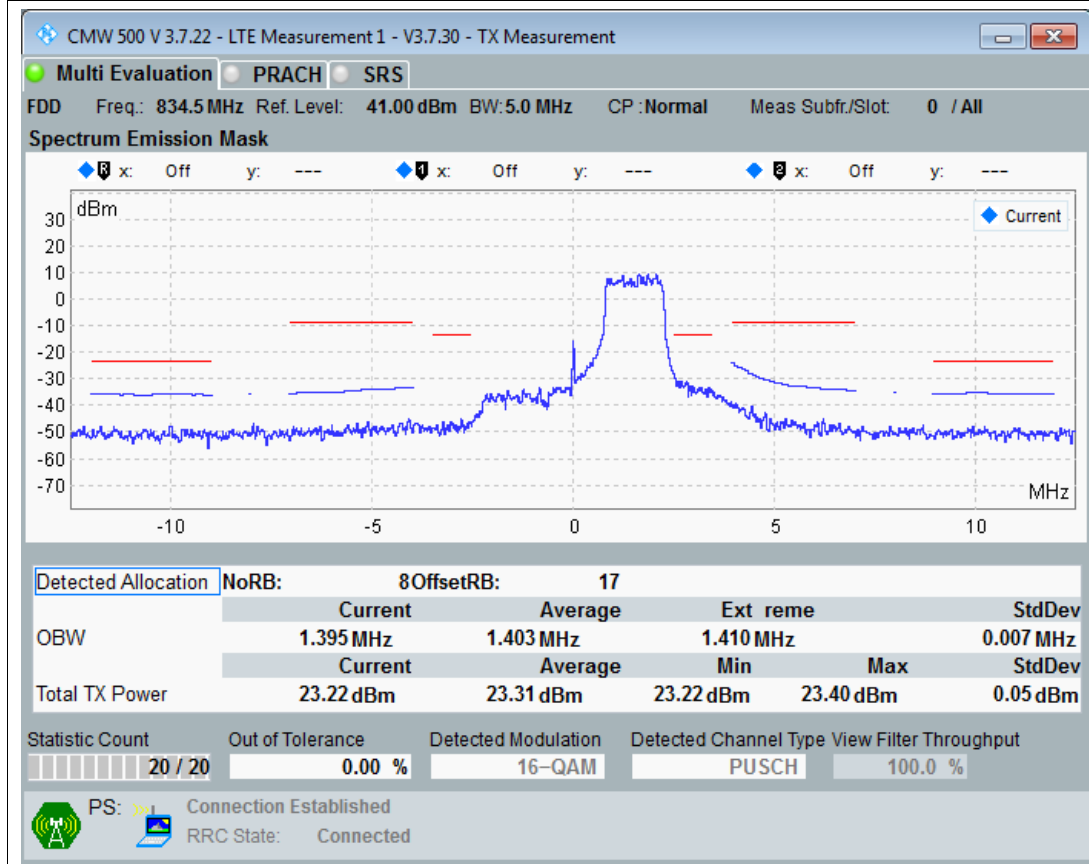 CMW 500 V 3.7.22 - LTE Measurement 1 - V3.7.30 - TX Measurement
Multi Evaluation PRACH SRS
FDD Freq.: 834.5 MHz Ref. Level: 41.00 dBm BW: 5.0 MHz CP : Normal Meas Subfr./Slot: 0 / All
Spectrum Emission Mask
R x: Off y: --- 1 x: Off y: --- 2 x: Off y: ---
dBm
Current
30
20
10
0
-10
-20
-30
-40
-50
-60
-70
MHz
-10 -5 0 5 10
Detected Allocation NoRB: 8 OffsetRB: 17
Current Average Ext reme StdDev
OBW 1.395 MHz 1.403 MHz 1.410 MHz 0.007 MHz
Current Average Min Max StdDev
Total TX Power 23.22 dBm 23.31 dBm 23.22 dBm 23.40 dBm 0.05 dBm
Statistic Count Out of Tolerance Detected Modulation Detected Channel Type View Filter Throughput
20 / 20 0.00 % 16-QAM PUSCH 100.0 %
PS: Connection Established
RRC State: Connected